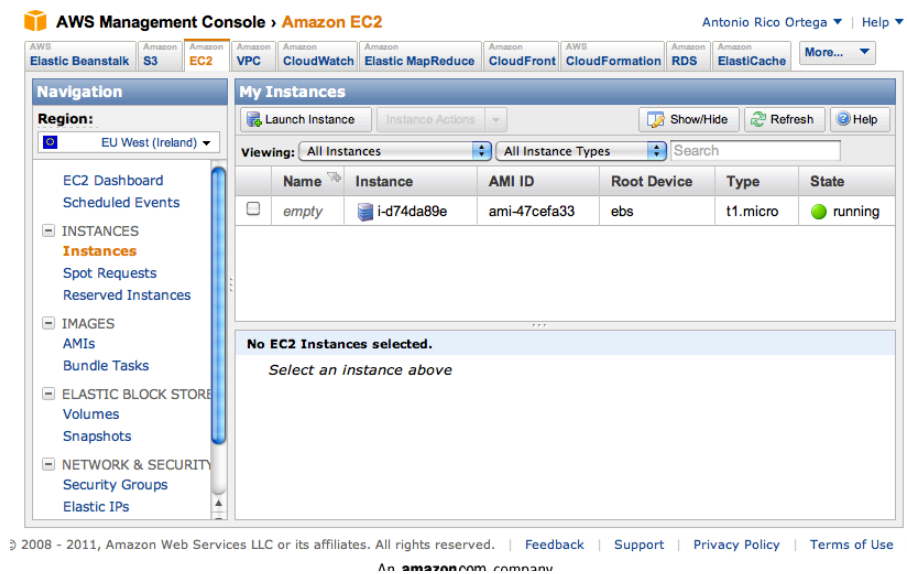 AWS Management Console › Amazon EC2
Antonio Rico Ortega ▼ | Help ▼
AWS Elastic Beanstalk
Amazon S3
Amazon EC2
Amazon VPC
Amazon CloudWatch
Amazon Elastic MapReduce
Amazon CloudFront
AWS CloudFormation
Amazon RDS
Amazon ElastiCache
More... ▼
Navigation
Region:
EU West (Ireland)
EC2 Dashboard
Scheduled Events
INSTANCES
Instances
Spot Requests
Reserved Instances
IMAGES
AMIs
Bundle Tasks
ELASTIC BLOCK STORE
Volumes
Snapshots
NETWORK & SECURITY
Security Groups
Elastic IPs
My Instances
Launch Instance
Instance Actions
Show/Hide
Refresh
Help
Viewing: All Instances All Instance Types Search
Name Instance AMI ID Root Device Type State
empty i-d74da89e ami-47cefa33 ebs t1.micro running
No EC2 Instances selected.
Select an instance above
© 2008 - 2011, Amazon Web Services LLC or its affiliates. All rights reserved. | Feedback | Support | Privacy Policy | Terms of Use
An amazon.com company